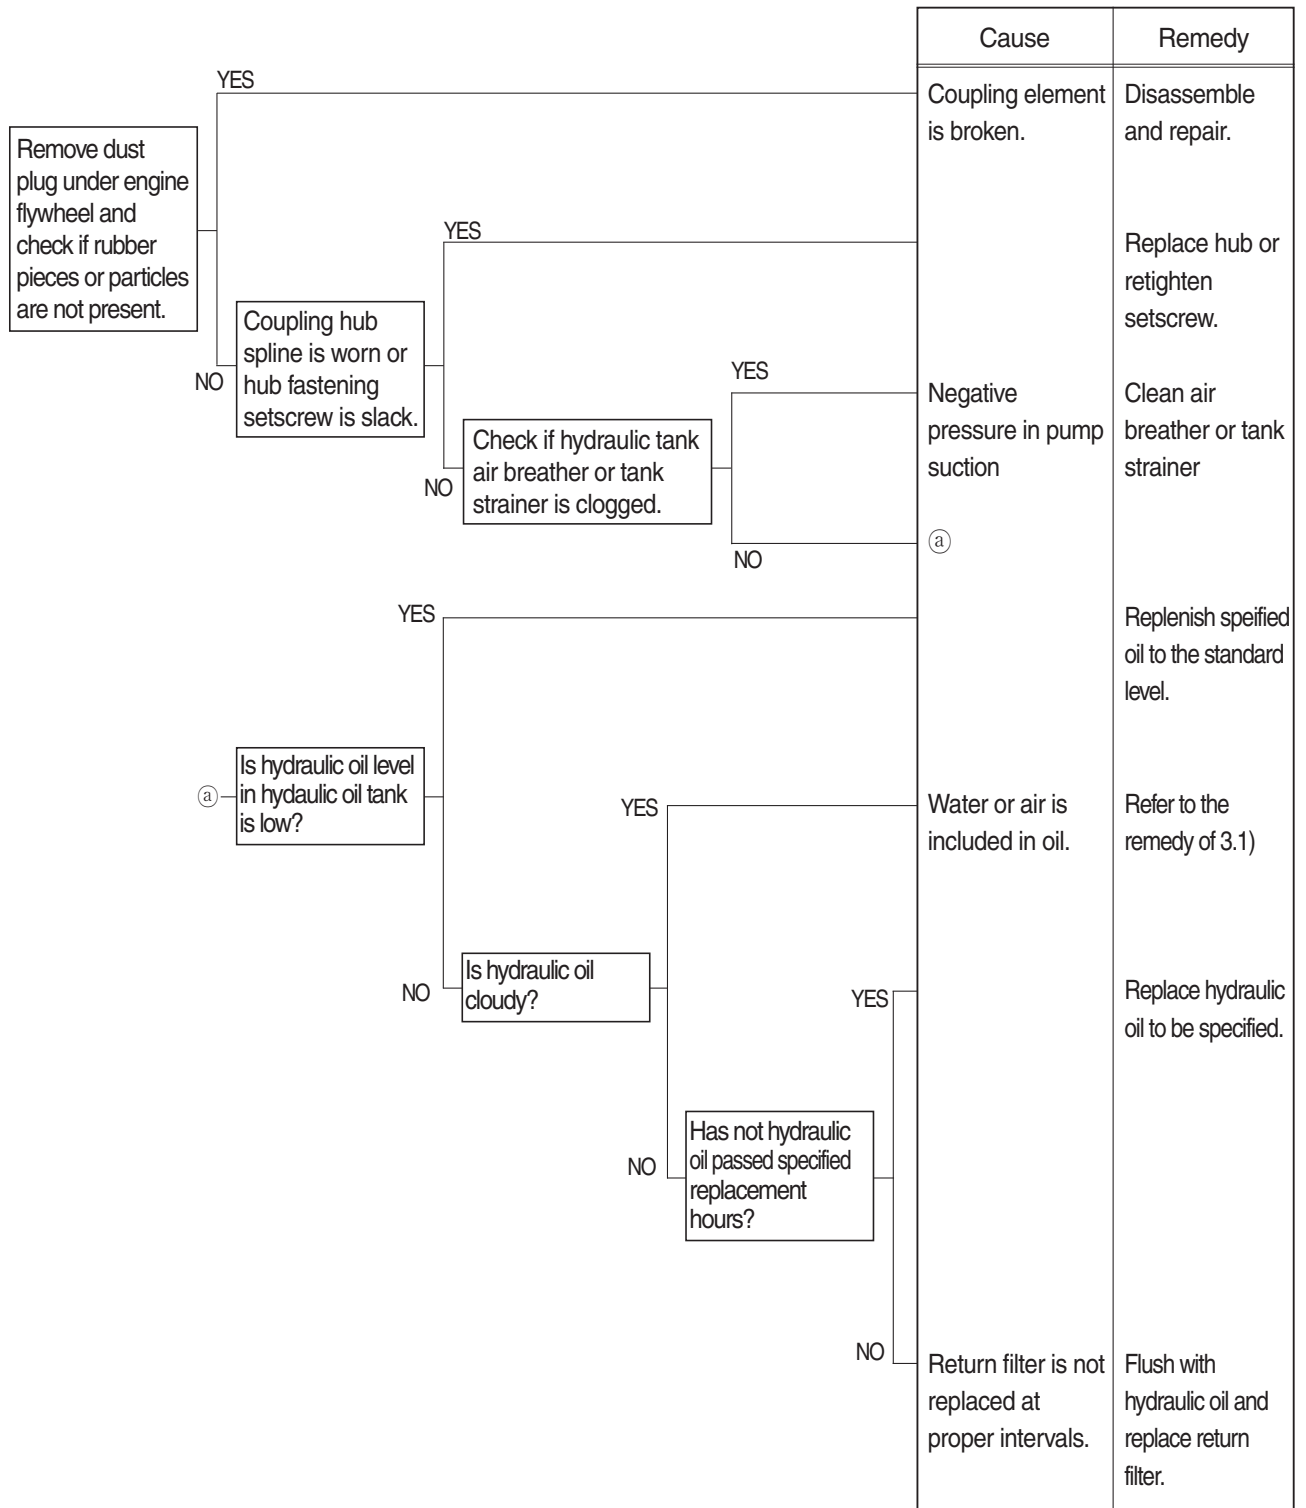 Cause
Remedy
YES
Coupling element
is broken.
Disassemble
and repair.
Remove dust
plug under engine
flywheel and
check if rubber
pieces or particles
are not present.
YES
Replace hub or
retighten
setscrew.
NO
Coupling hub
spline is worn or
hub fastening
setscrew is slack.
YES
Negative
pressure in pump
suction
Clean air
breather or tank
strainer
NO
Check if hydraulic tank
air breather or tank
strainer is clogged.
NO
ⓐ
YES
Replenish speified
oil to the standard
level.
ⓐ
Is hydraulic oil level
in hydaulic oil tank
is low?
YES
Water or air is
included in oil.
Refer to the
remedy of 3.1)
NO
Is hydraulic oil
cloudy?
YES
Replace hydraulic
oil to be specified.
NO
Has not hydraulic
oil passed specified
replacement
hours?
NO
Return filter is not
replaced at
proper intervals.
Flush with
hydraulic oil and
replace return
filter.